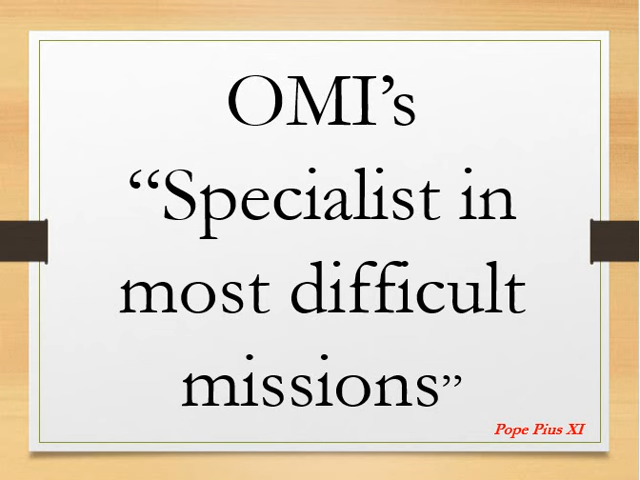 OMI’s
“Specialist in
most difficult
missions”
Pope Pius XI